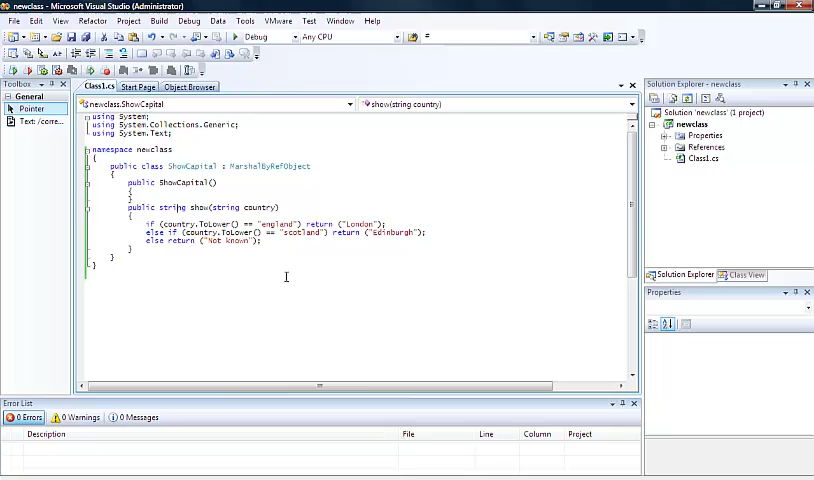 newclass - Microsoft Visual Studio (Administrator)
File Edit View Refactor Project Build Debug Data Tools VMware Test Window Help
Debug Any CPU =
Toolbox
General
Pointer
Text: /corre...
Class1.cs Start Page Object Browser
newclass.ShowCapital show(string country)
using System;
using System.Collections.Generic;
using System.Text;
namespace newclass
{
public class ShowCapital : MarshalByRefObject
{
public ShowCapital()
{
}
public string show(string country)
{
if (country.ToLower() == "england") return ("London");
else if (country.ToLower() == "scotland") return ("Edinburgh");
else return ("Not known");
}
}
}
Solution Explorer - newclass
Solution 'newclass' (1 project)
newclass
Properties
References
Class1.cs
Solution Explorer Class View
Properties
Error List
0 Errors 0 Warnings 0 Messages
Description File Line Column Project